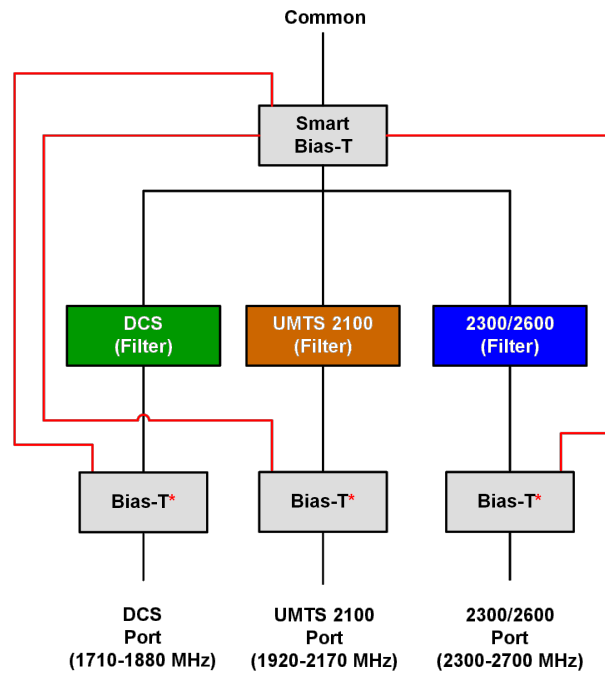 Common
Smart
Bias-T
DCS
(Filter)
UMTS 2100
(Filter)
2300/2600
(Filter)
Bias-T*
Bias-T*
Bias-T*
DCS
Port
(1710-1880 MHz)
UMTS 2100
Port
(1920-2170 MHz)
2300/2600
Port
(2300-2700 MHz)